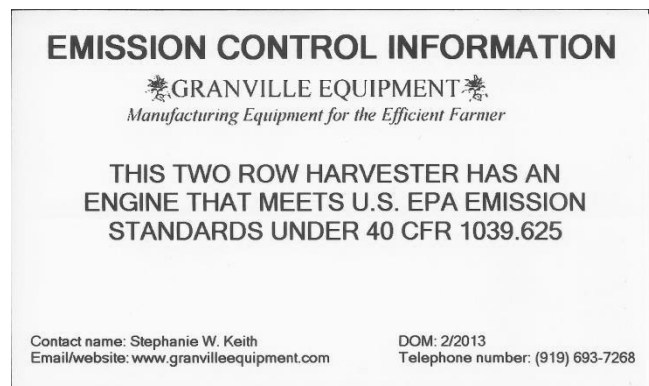 EMISSION CONTROL INFORMATION
GRANVILLE EQUIPMENT
Manufacturing Equipment for the Efficient Farmer
THIS TWO ROW HARVESTER HAS AN
ENGINE THAT MEETS U.S. EPA EMISSION
STANDARDS UNDER 40 CFR 1039.625
Contact name: Stephanie W. Keith
DOM: 2/2013
Email/website: www.granvilleequipment.com
Telephone number: (919) 693-7268